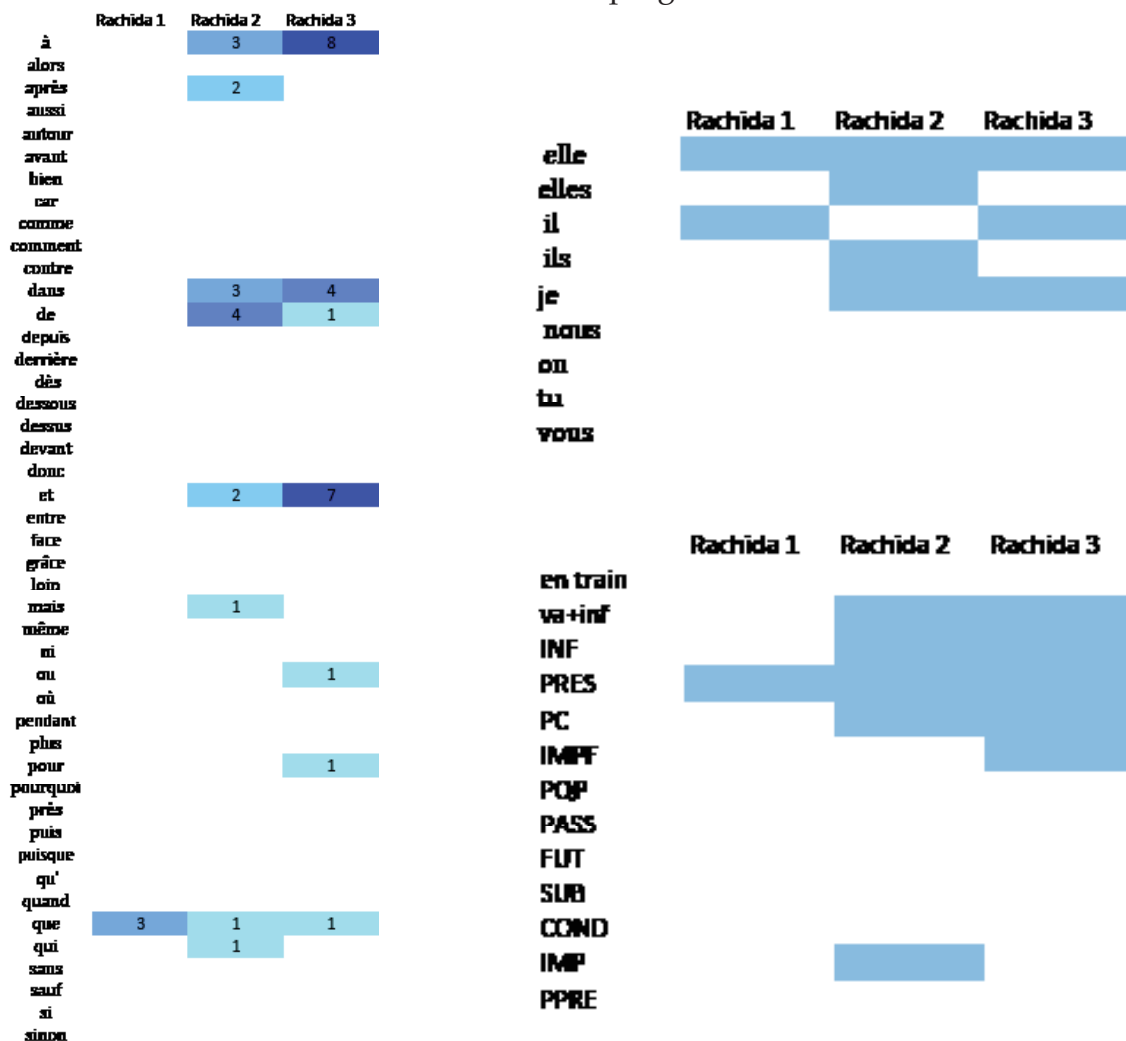 Rachida 1 Rachida 2 Rachida 3
à 3 8
alors
après 2
aussi
autour
avant
bien
car
comme
comment
contre
dans 3 4
de 4 1
depuis
derrière
dès
dessous
dessus
devant
donc
et 2 7
entre
face
grâce
loin
mais 1
même
ni
ou 1
où
pendant
plus
pour 1
pourquoi
près
puis
puisque
qu'
quand
que 3 1 1
qui 1
sans
sauf
si
sinon
Rachida 1 Rachida 2 Rachida 3
elle
elles
il
ils
je
nous
on
tu
vous
Rachida 1 Rachida 2 Rachida 3
en train
va+inf
INF
PRES
PC
IMPF
PQP
PASS
FUT
SUB
COND
IMP
PPRE